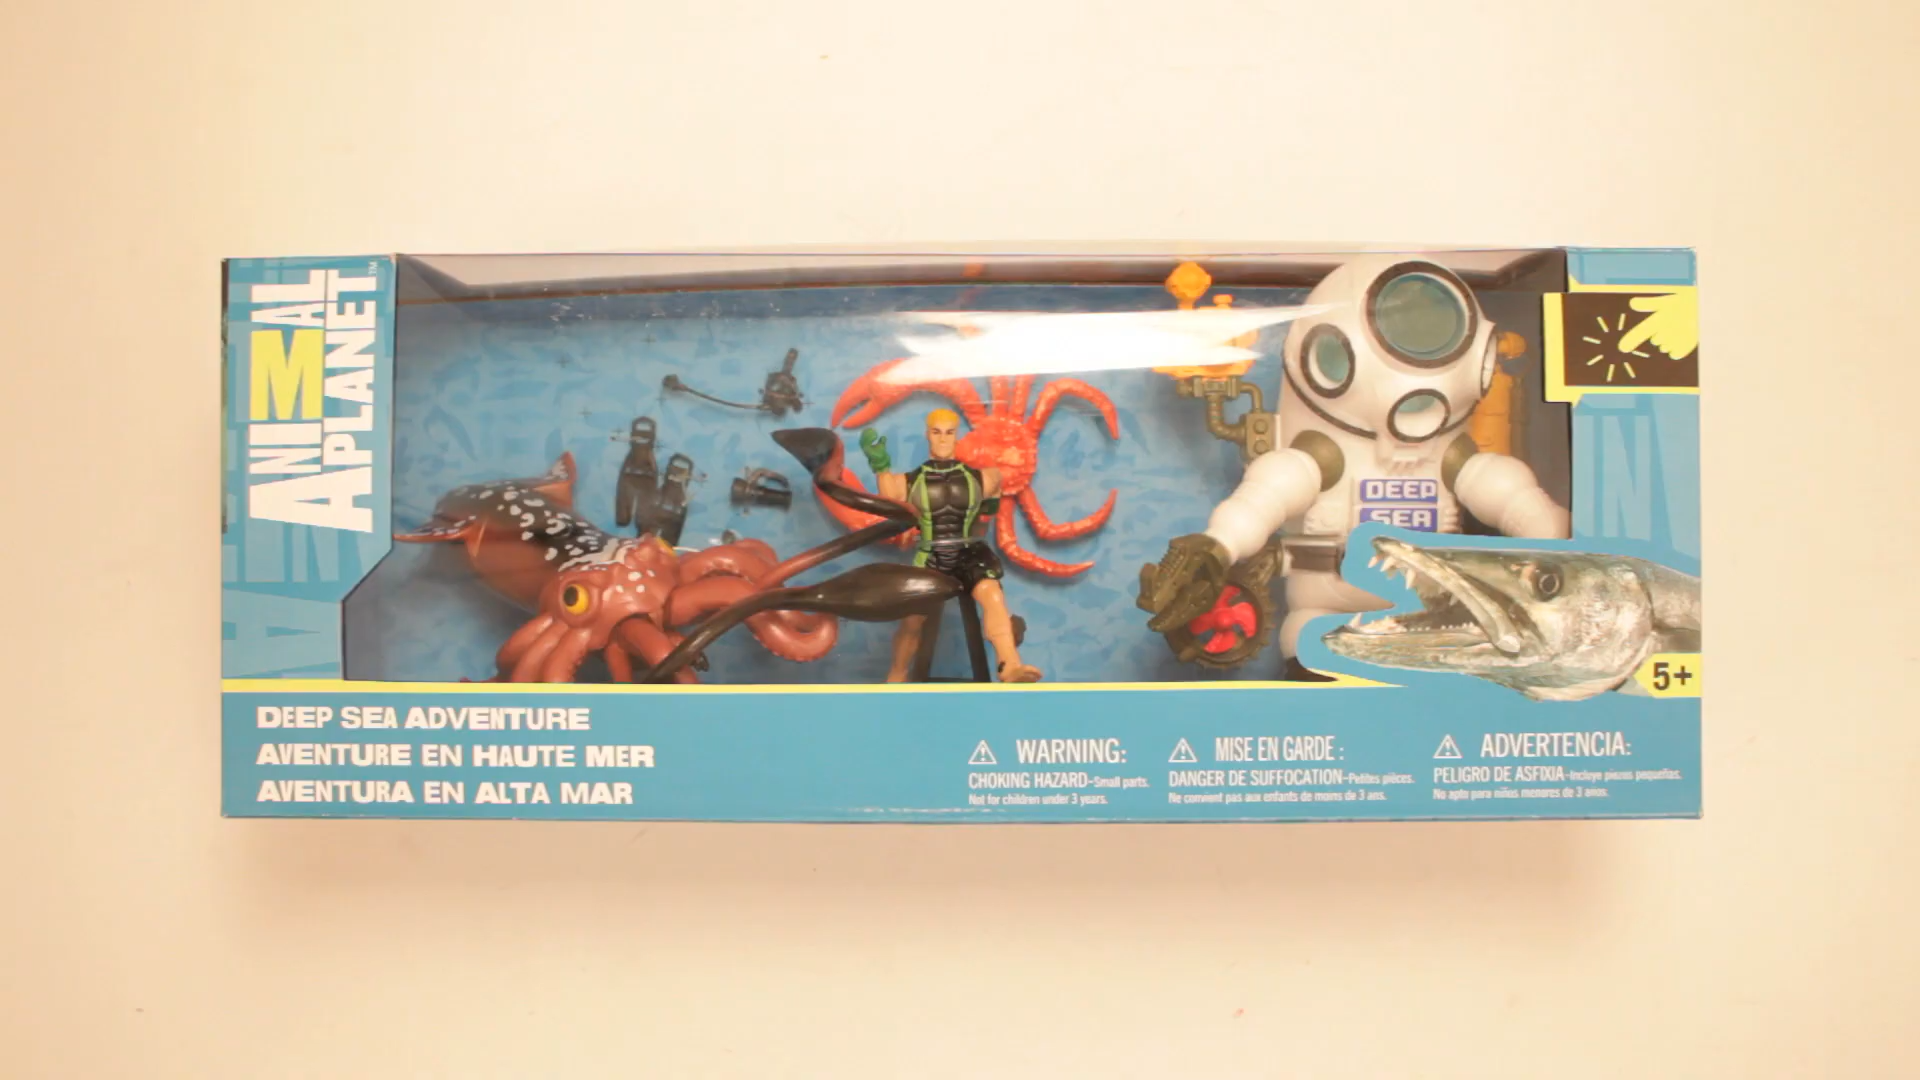 ANIMAL
PLANET™
DEEP
SEA
5+
DEEP SEA ADVENTURE
AVENTURE EN HAUTE MER
AVENTURA EN ALTA MAR
⚠ WARNING:
CHOKING HAZARD-Small parts.
Not for children under 3 years.
⚠ MISE EN GARDE :
DANGER DE SUFFOCATION-Petites pièces.
Ne convient pas aux enfants de moins de 3 ans.
⚠ ADVERTENCIA:
PELIGRO DE ASFIXIA-Incluye piezas pequeñas.
No apto para niños menores de 3 años.